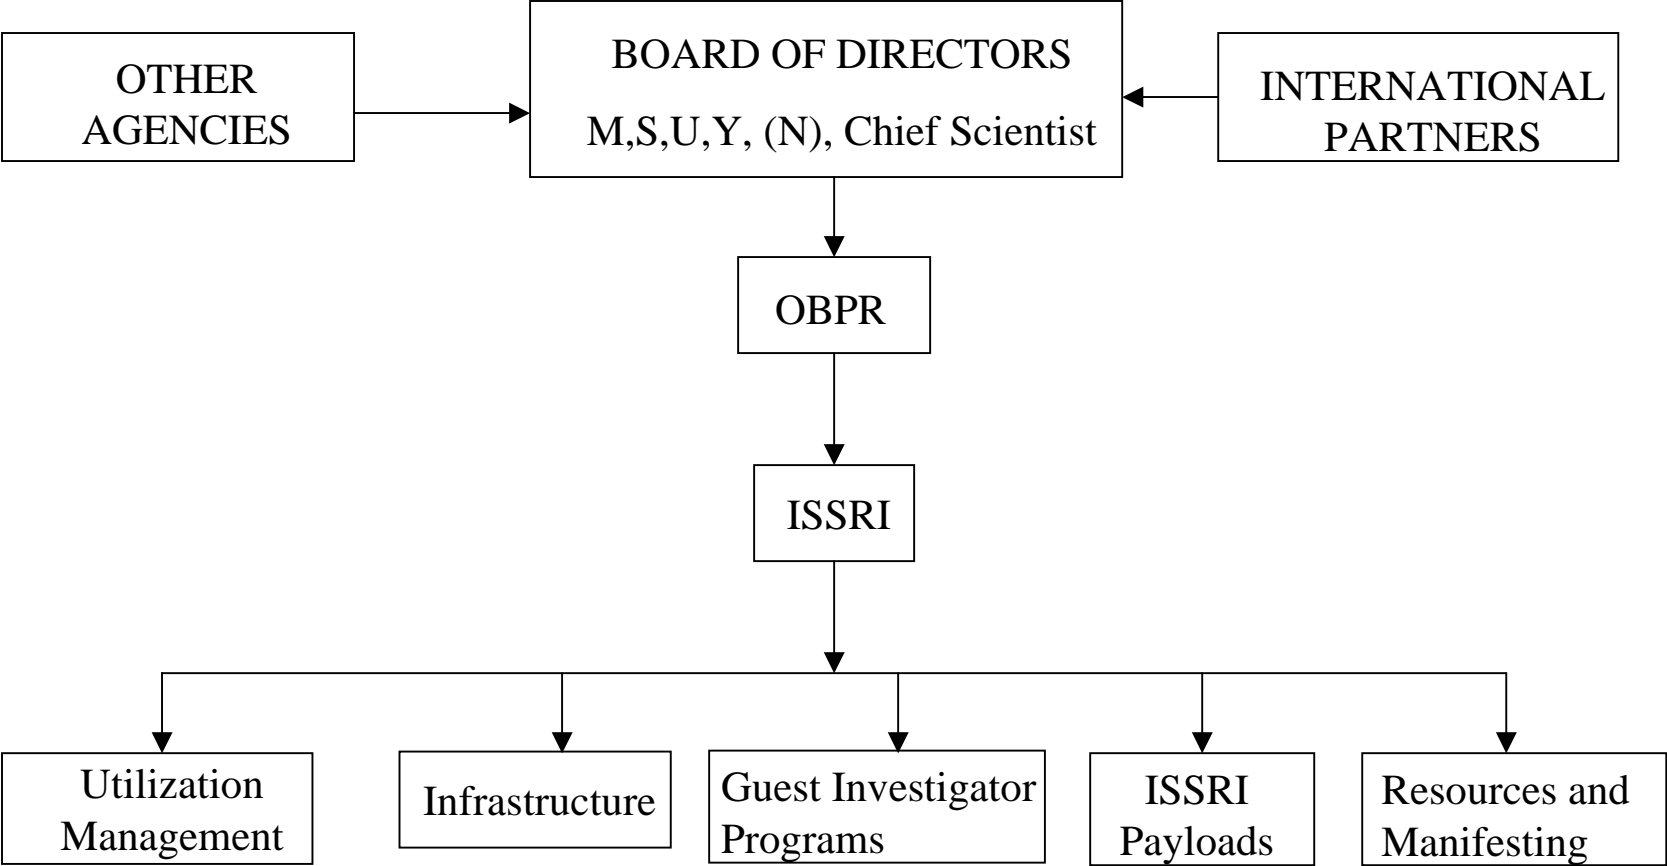 OTHER
AGENCIES
BOARD OF DIRECTORS
M,S,U,Y, (N), Chief Scientist
INTERNATIONAL
PARTNERS
OBPR
ISSRI
Utilization
Management
Infrastructure
Guest Investigator
Programs
ISSRI
Payloads
Resources and
Manifesting